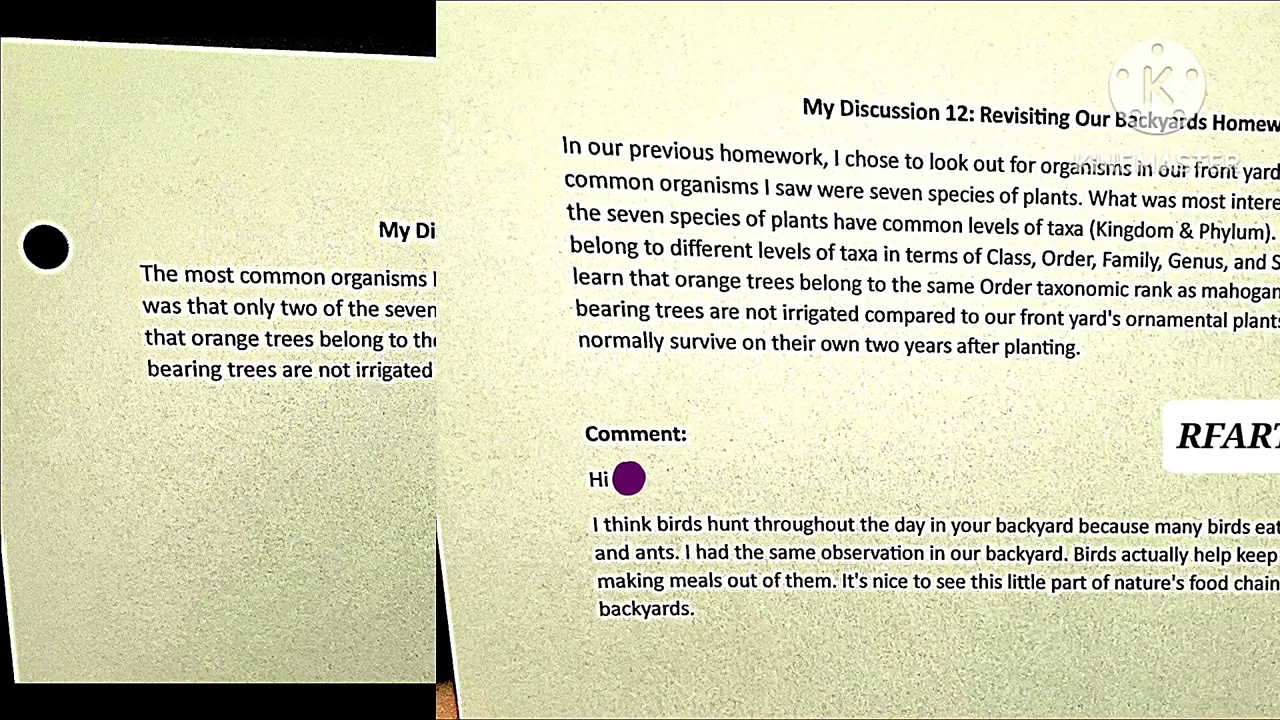 My Di
The most common organisms I
was that only two of the seven
that orange trees belong to the
bearing trees are not irrigated
My Discussion 12: Revisiting Our Backyards Homew
In our previous homework, I chose to look out for organisms in our front yard
common organisms I saw were seven species of plants. What was most intere
the seven species of plants have common levels of taxa (Kingdom & Phylum).
belong to different levels of taxa in terms of Class, Order, Family, Genus, and S
learn that orange trees belong to the same Order taxonomic rank as mahogan
bearing trees are not irrigated compared to our front yard's ornamental plants
normally survive on their own two years after planting.
Comment:
Hi
I think birds hunt throughout the day in your backyard because many birds eat
and ants. I had the same observation in our backyard. Birds actually help keep
making meals out of them. It's nice to see this little part of nature's food chain
backyards.
RFART
K
KINEMASTER